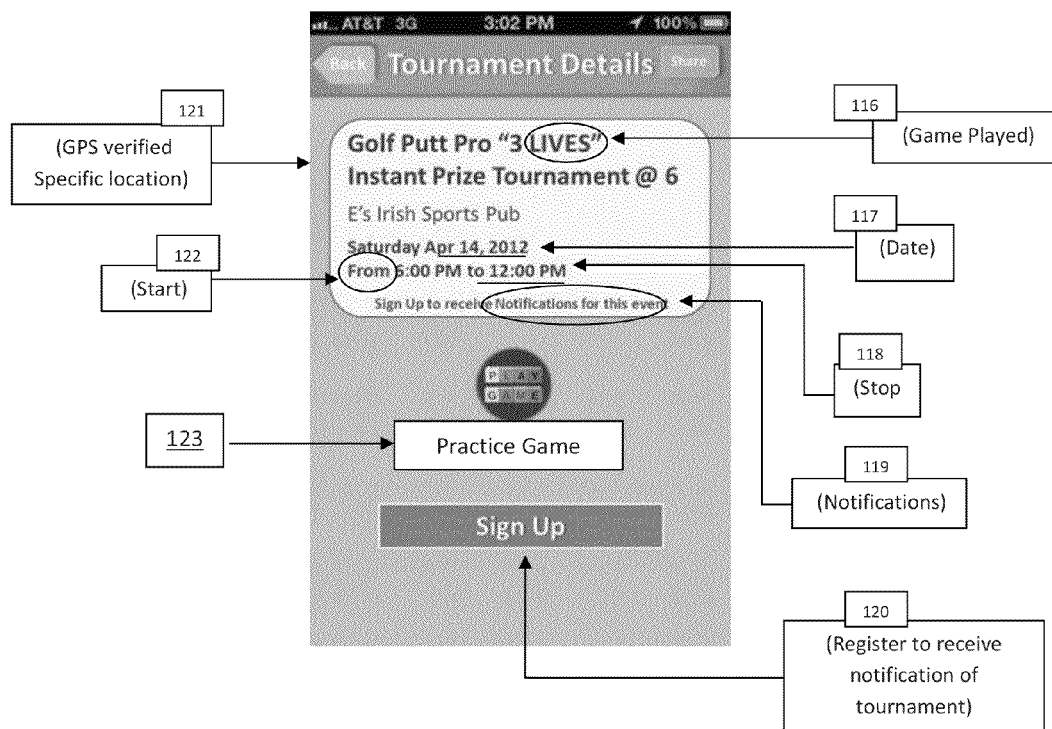 AT&T 3G 3:02 PM 100%
Back Tournament Details Share
121
(GPS verified
Specific location)
116
(Game Played)
Golf Putt Pro “3 LIVES”
Instant Prize Tournament @ 6
E’s Irish Sports Pub
117
(Date)
Saturday Apr 14, 2012
122
(Start)
From 6:00 PM to 12:00 PM
Sign Up to receive Notifications for this event
118
(Stop
PLAY
GAME
123
Practice Game
119
(Notifications)
Sign Up
120
(Register to receive
notification of
tournament)